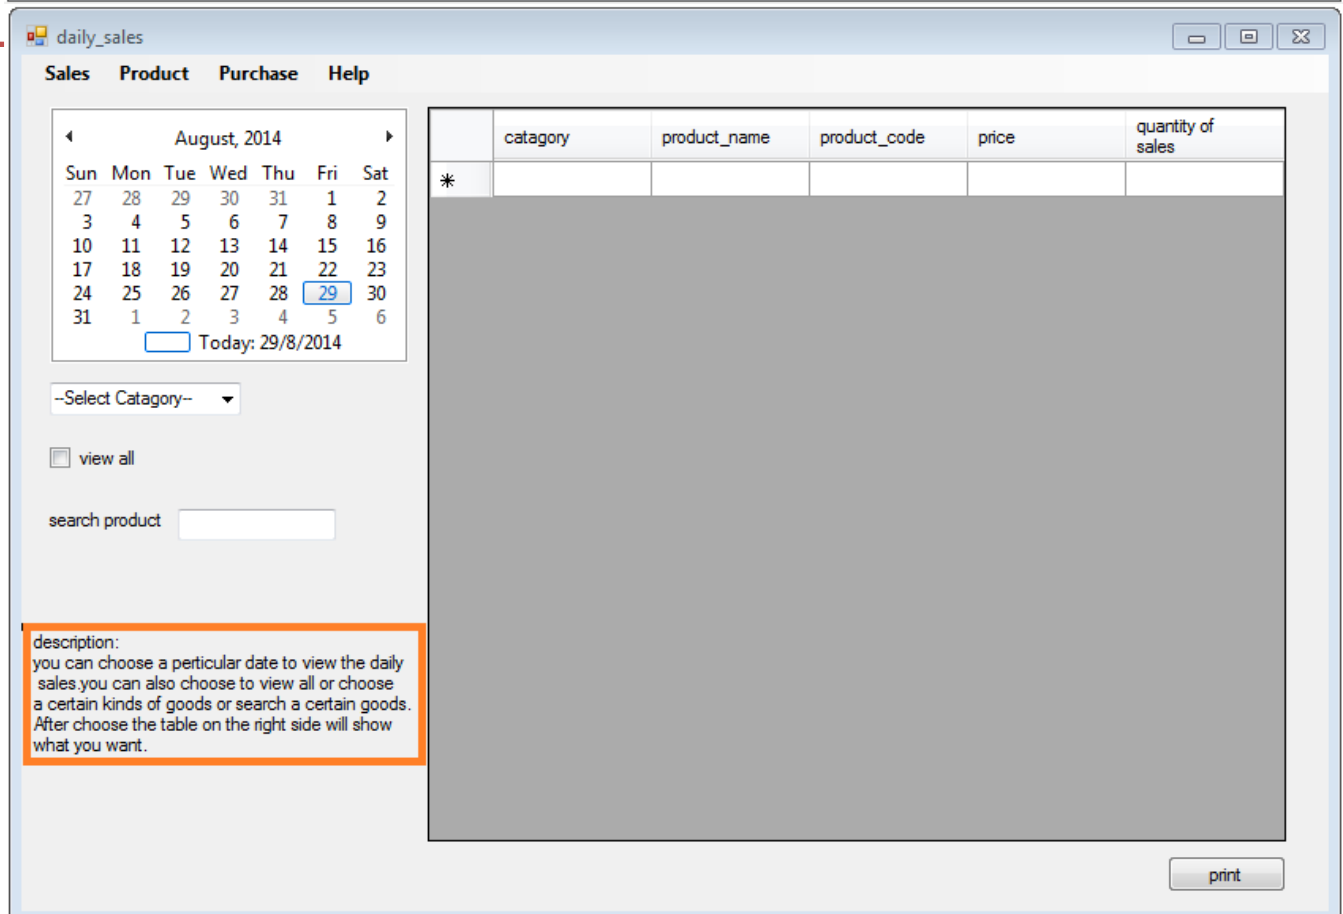 daily_sales
Sales Product Purchase Help
August, 2014
Sun Mon Tue Wed Thu Fri Sat
27 28 29 30 31 1 2
3 4 5 6 7 8 9
10 11 12 13 14 15 16
17 18 19 20 21 22 23
24 25 26 27 28 29 30
31 1 2 3 4 5 6
Today: 29/8/2014
--Select Catagory--
view all
search product
description:
you can choose a perticular date to view the daily
sales.you can also choose to view all or choose
a certain kinds of goods or search a certain goods.
After choose the table on the right side will show
what you want.
catagory product_name product_code price quantity of
sales
print